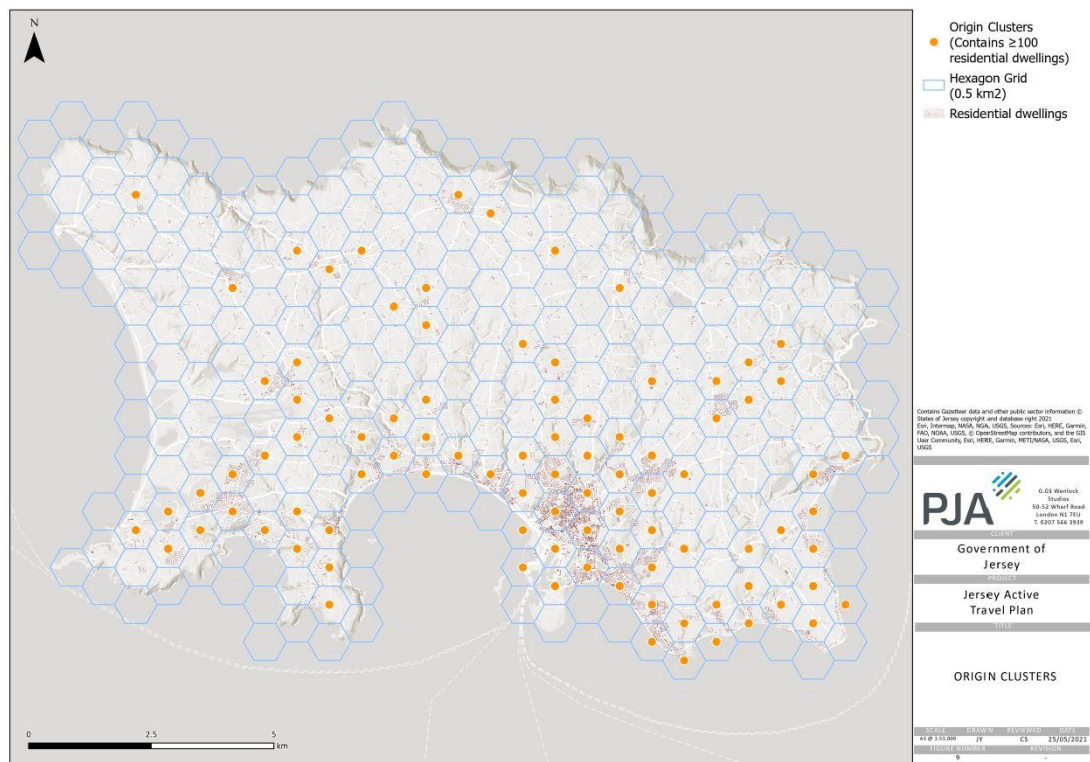 N
0
2.5
5
km
Origin Clusters
(Contains ≥100
residential dwellings)
Hexagon Grid
(0.5 km2)
Residential dwellings
Contains Gazetteer data and other public sector information ©
States of Jersey copyright and database right 2021
Esri, Intermap, NASA, NGA, USGS, Sources: Esri, HERE, Garmin,
FAO, NOAA, USGS, © OpenStreetMap contributors, and the GIS
User Community, Esri, HERE, Garmin, METI/NASA, USGS, Esri,
USGS
PJA
G.03 Wenlock
Studios
50-52 Wharf Road
London N1 7EU
T. 0207 566 3939
CLIENT
Government of
Jersey
PROJECT
Jersey Active
Travel Plan
TITLE
ORIGIN CLUSTERS
SCALE DRAWN REVIEWED DATE
A3 @ 1:55,000 JY CS 25/05/2021
FIGURE NUMBER REVISION
9 -